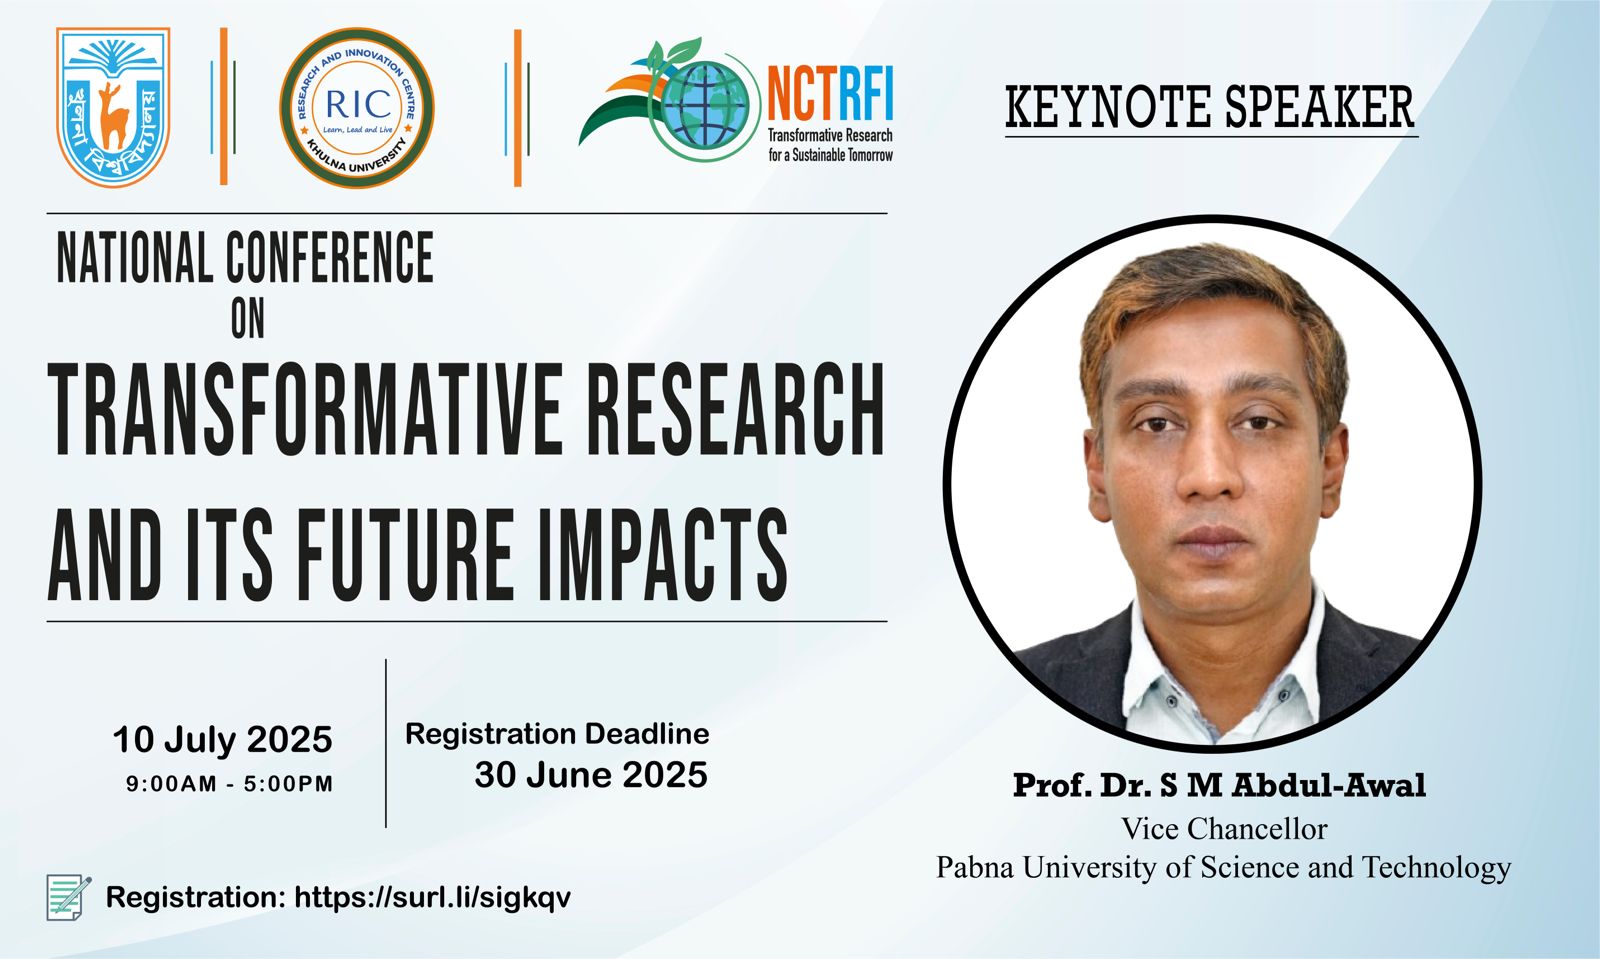 খুলনা বিশ্ববিদ্যালয়
RESEARCH AND INNOVATION CENTRE
RIC
Learn, Lead and Live
KHULNA UNIVERSITY
NCTRFI
Transformative Research
for a Sustainable Tomorrow
NATIONAL CONFERENCE
ON
TRANSFORMATIVE RESEARCH
AND ITS FUTURE IMPACTS
10 July 2025
9:00AM - 5:00PM
Registration Deadline
30 June 2025
Registration: https://surl.li/sigkqv
KEYNOTE SPEAKER
Prof. Dr. S M Abdul-Awal
Vice Chancellor
Pabna University of Science and Technology